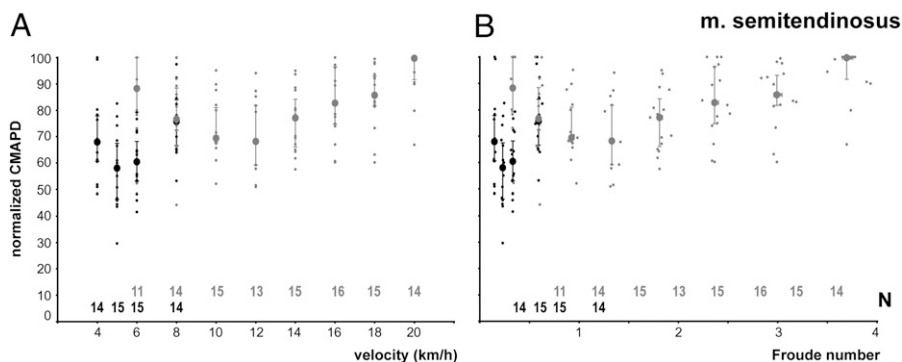 A
B
m. semitendinosus
normalized CMAPD
100
90
80
70
60
50
40
30
20
10
0
11 14 15 13 15 16 15 14
14 15 15 14
4 6 8 10 12 14 16 18 20
velocity (km/h)
11 14 15 13 15 16 15 14
14 15 15 14
N
1 2 3 4
Froude number